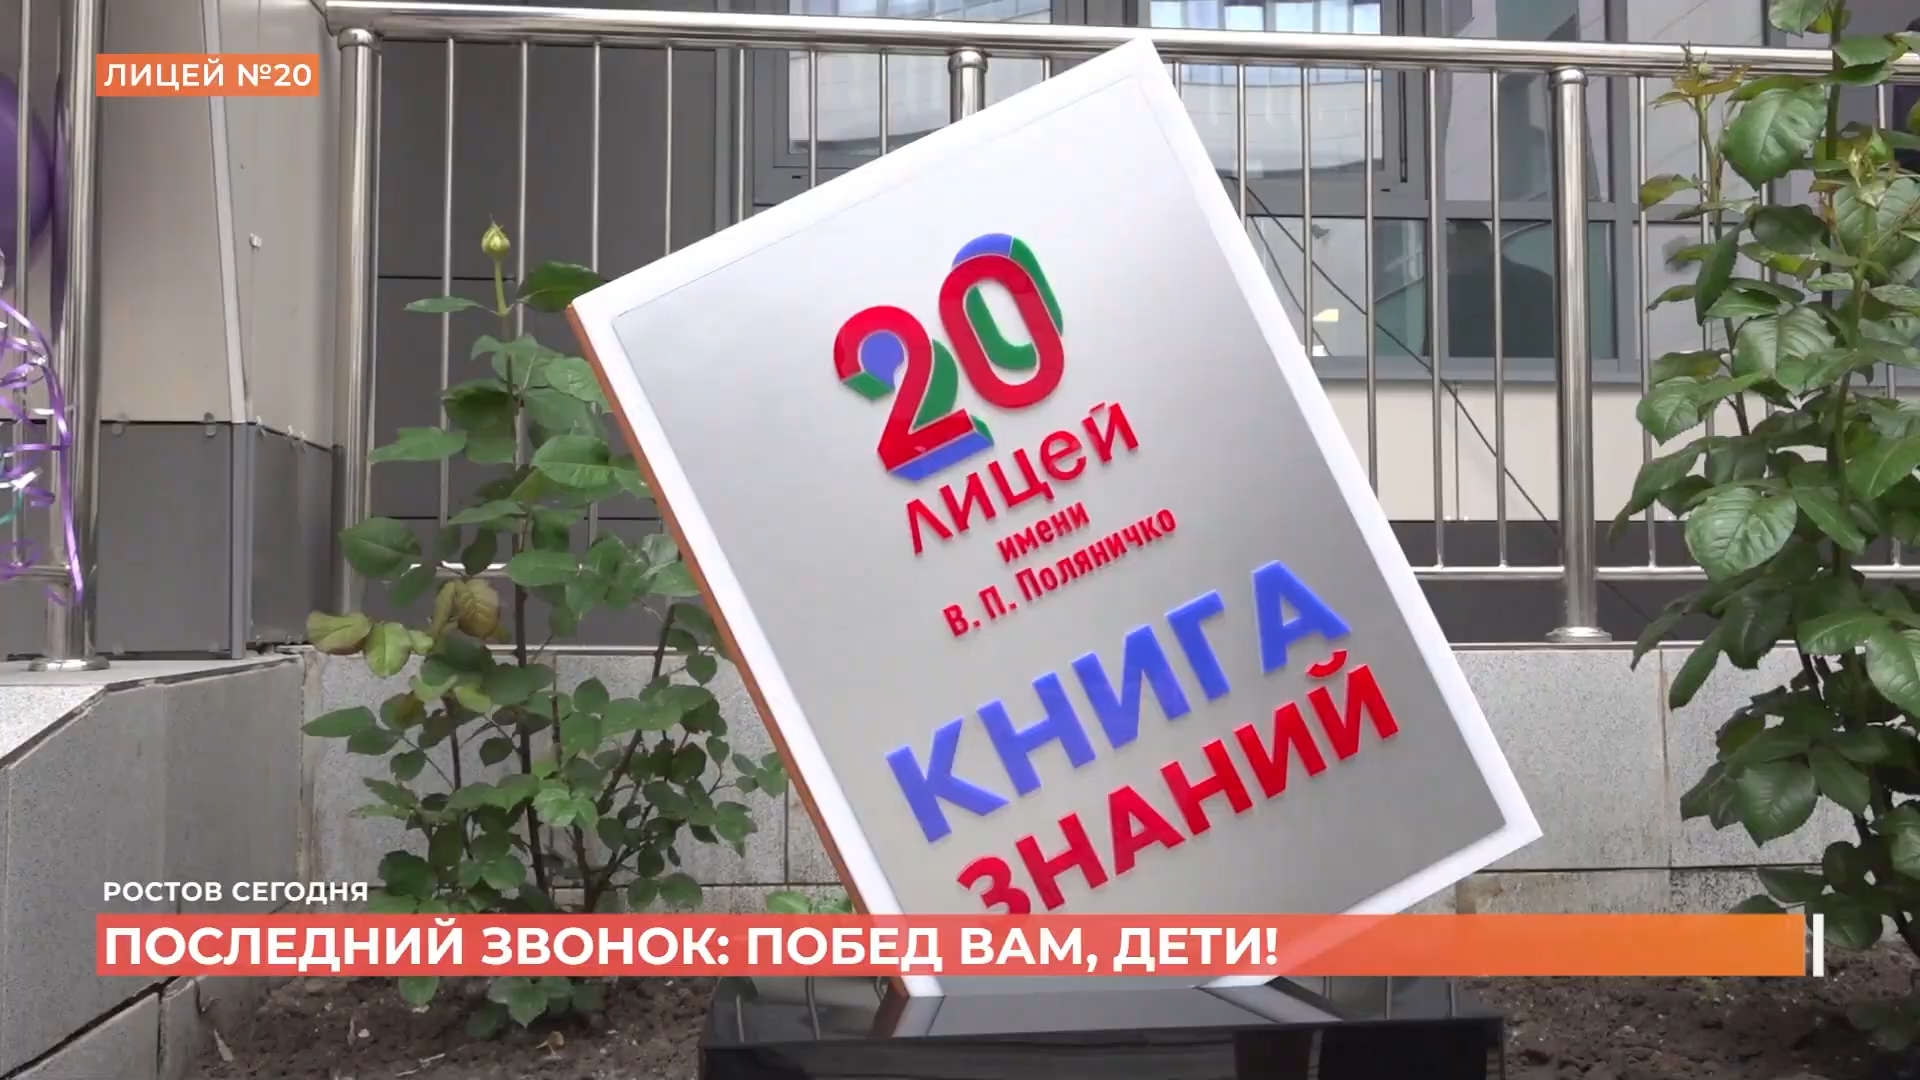 ЛИЦЕЙ №20
20
лицей
имени
В. П. Поляничко
КНИГА
ЗНАНИЙ
РОСТОВ СЕГОДНЯ
ПОСЛЕДНИЙ ЗВОНОК: ПОБЕД ВАМ, ДЕТИ!